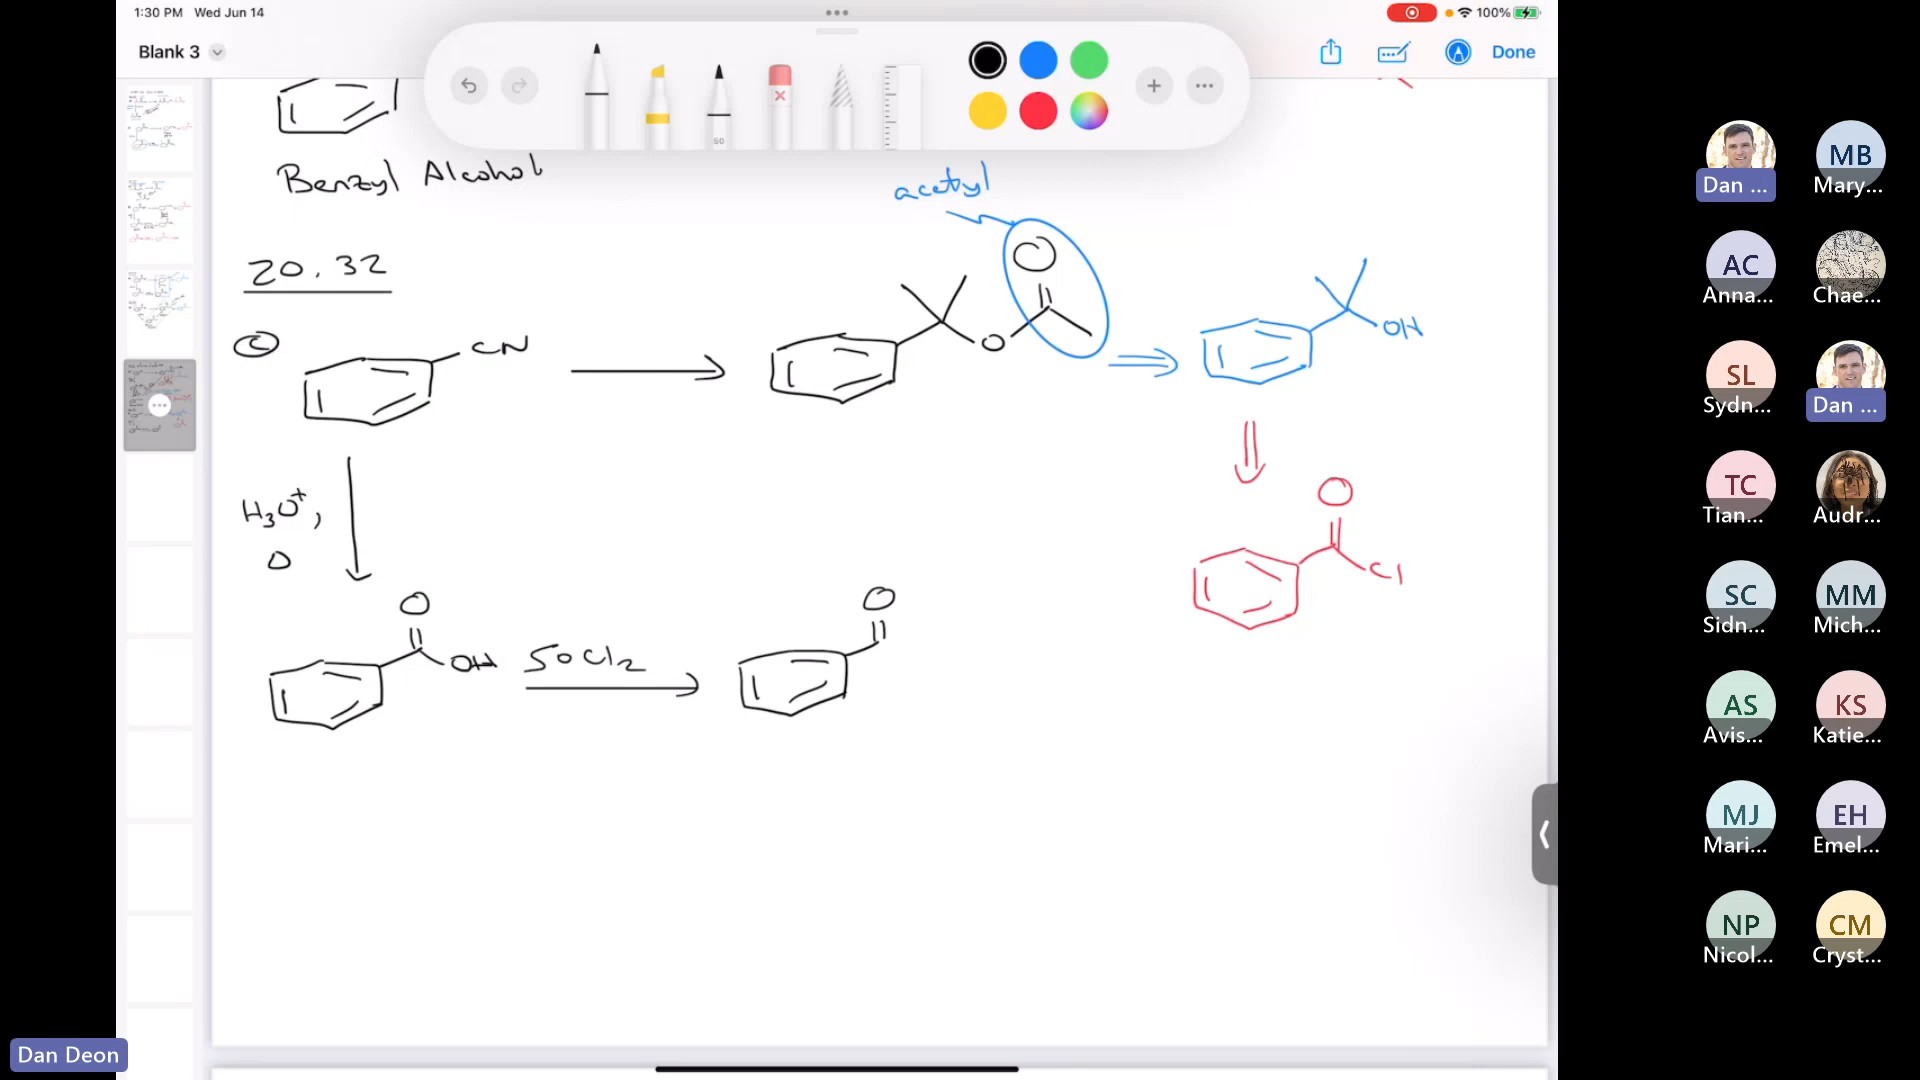 1:30 PM Wed Jun 14
100%
Blank 3
Done
50
Benzyl Alcohol
acetyl
20.32
C
CN
O
O
OH
H3O+,
Δ
O
Cl
O
OH
SOCl2
O
Dan ...
MB
Mary...
AC
Anna...
Chae...
SL
Sydn...
Dan ...
TC
Tian...
Audr...
SC
Sidn...
MM
Mich...
AS
Avis...
KS
Katie...
MJ
Mari...
EH
Emel...
NP
Nicol...
CM
Cryst...
Dan Deon